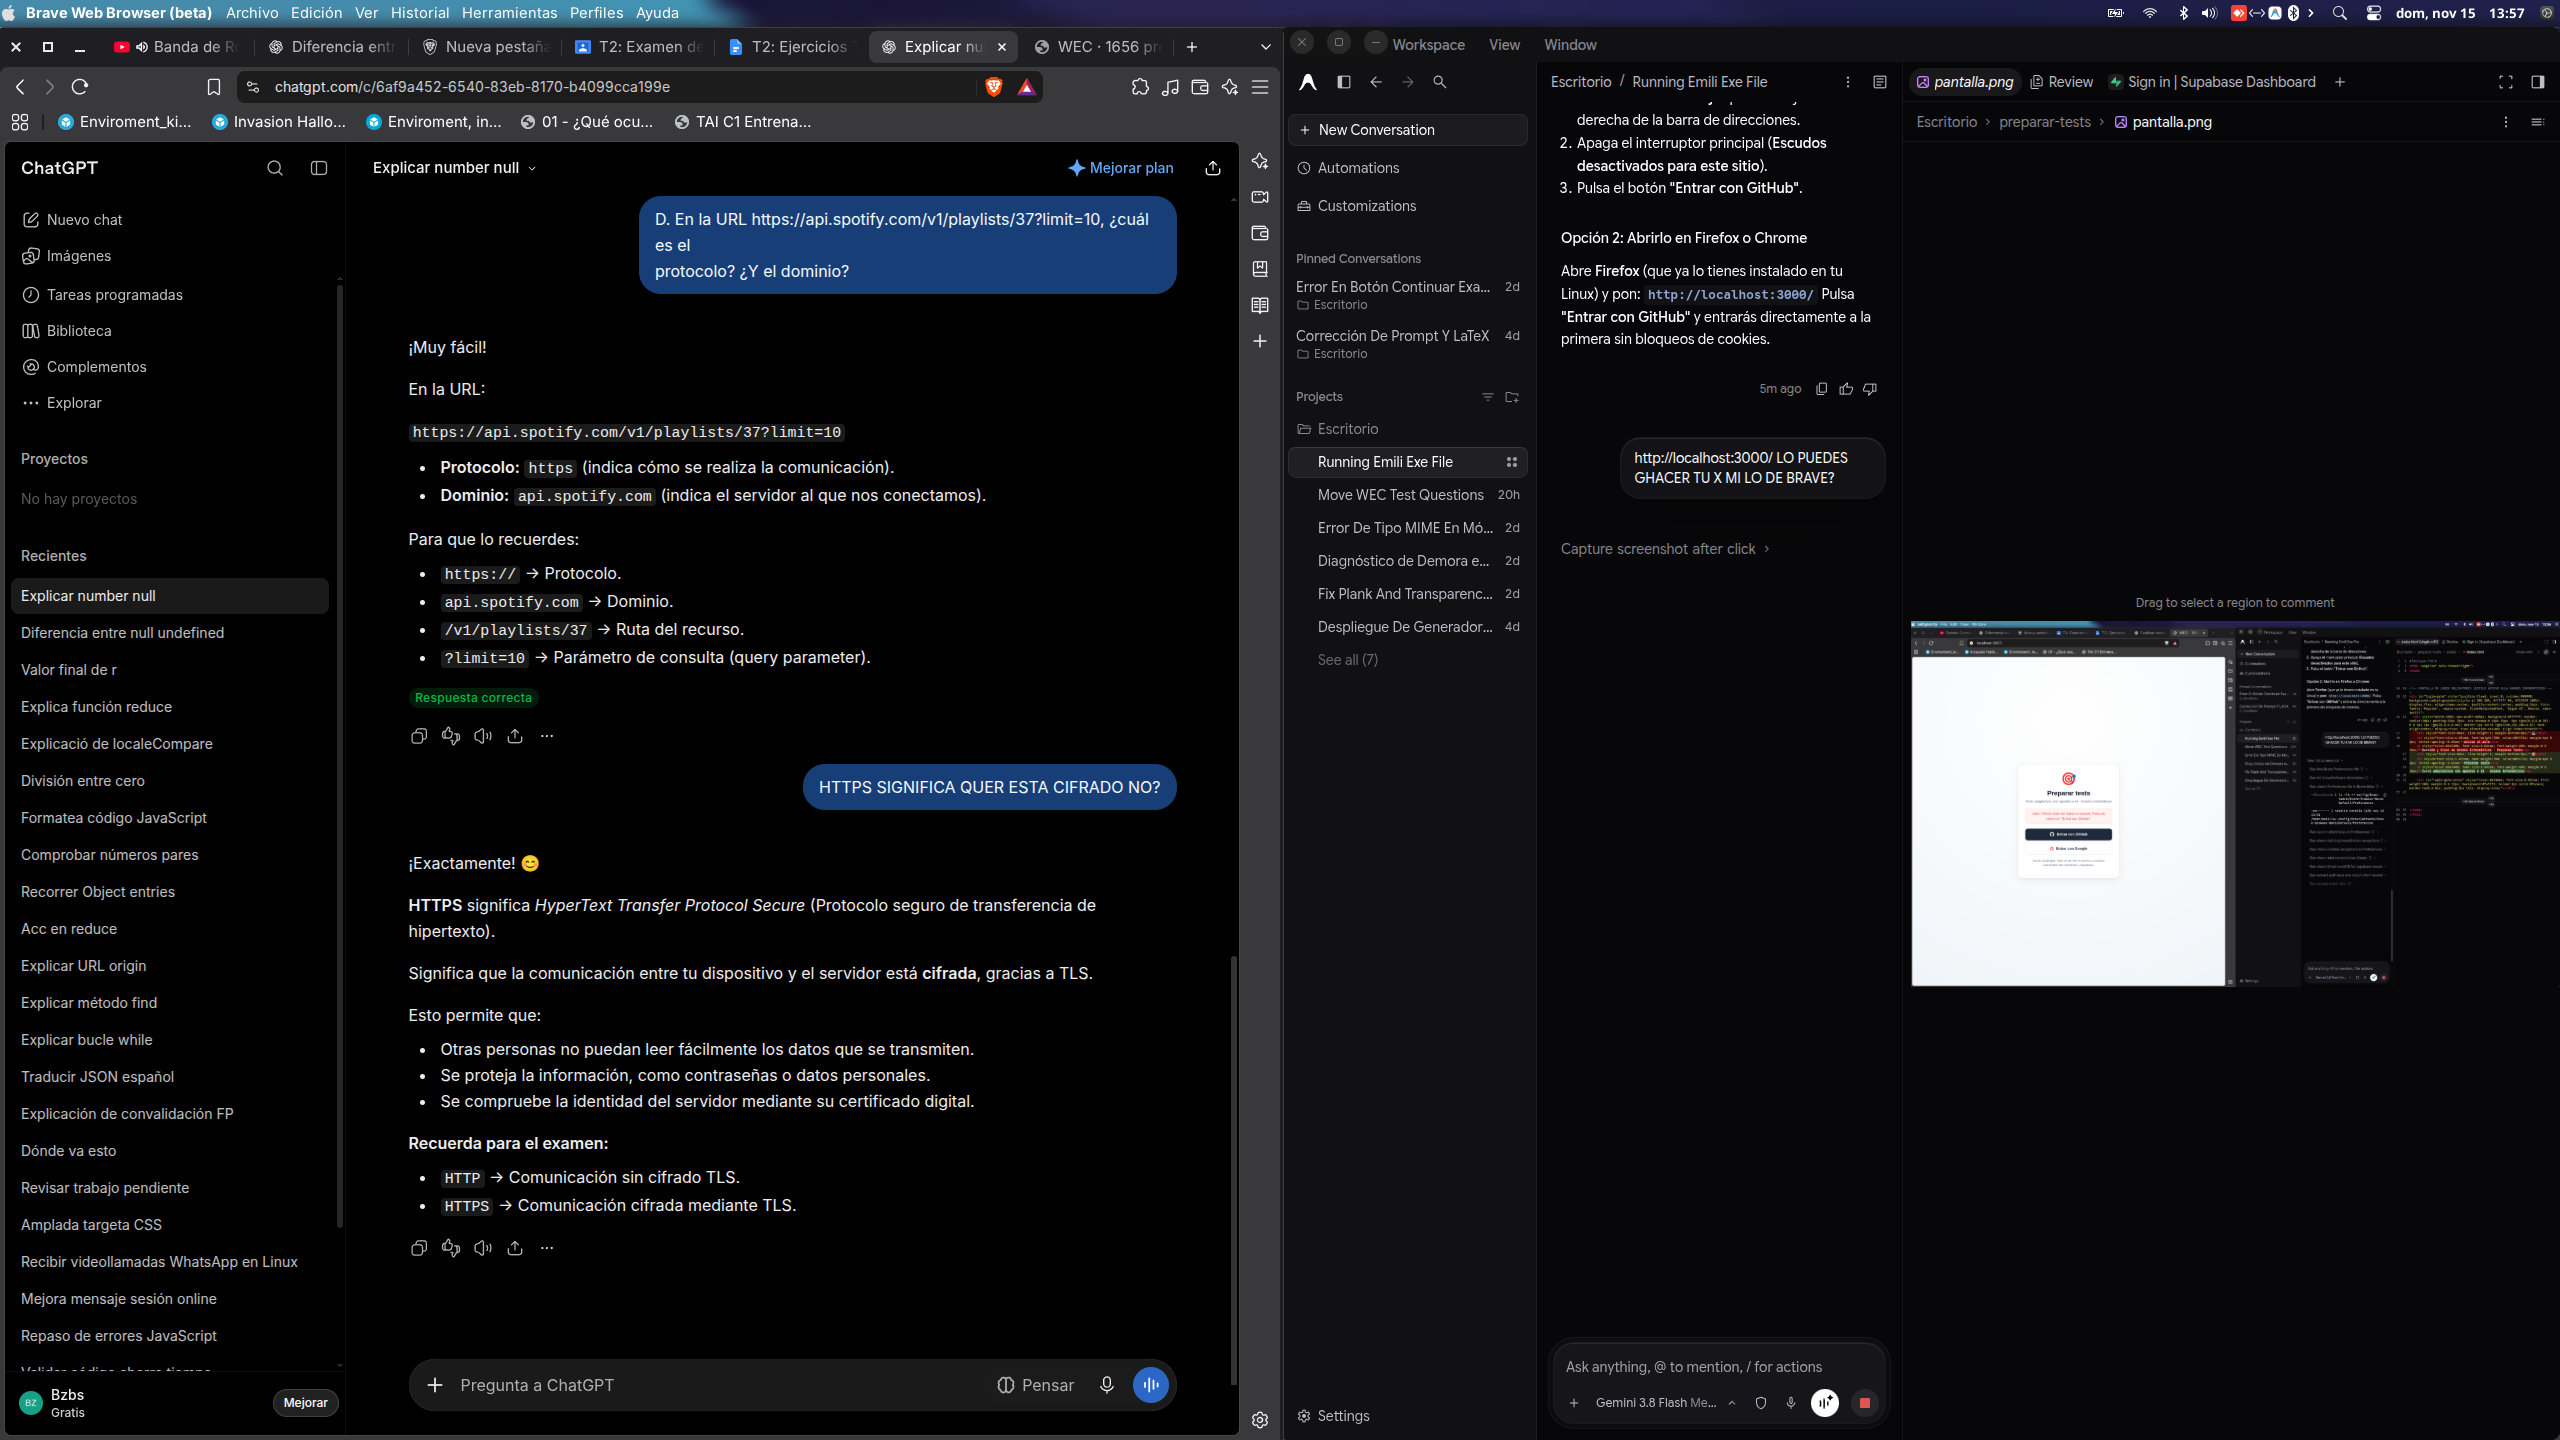 Brave Web Browser (beta) Archivo Edición Ver Historial Herramientas Perfiles Ayuda
dom, nov 15 13:57
Banda de R
Diferencia entr
Nueva pestaña
T2: Examen de
T2: Ejercicios
Explicar nu
WEC · 1656 pr
chatgpt.com/c/6af9a452-6540-83eb-8170-b4099cca199e
Enviroment_ki...
Invasion Hallo...
Enviroment, in...
01 - ¿Qué ocu...
TAI C1 Entrena...
ChatGPT
Nuevo chat
Imágenes
Tareas programadas
Biblioteca
Complementos
Explorar
Proyectos
No hay proyectos
Recientes
Explicar number null
Diferencia entre null undefined
Valor final de r
Explica función reduce
Explicació de localeCompare
División entre cero
Formatea código JavaScript
Comprobar números pares
Recorrer Object entries
Acc en reduce
Explicar URL origin
Explicar método find
Explicar bucle while
Traducir JSON español
Explicación de convalidación FP
Dónde va esto
Revisar trabajo pendiente
Amplada targeta CSS
Recibir videollamadas WhatsApp en Linux
Mejora mensaje sesión online
Repaso de errores JavaScript
BZ
Bzbs
Gratis
Mejorar
Explicar number null
Mejorar plan
D. En la URL https://api.spotify.com/v1/playlists/37?limit=10, ¿cuál
es el
protocolo? ¿Y el dominio?
¡Muy fácil!
En la URL:
https://api.spotify.com/v1/playlists/37?limit=10
• Protocolo: https (indica cómo se realiza la comunicación).
• Dominio: api.spotify.com (indica el servidor al que nos conectamos).
Para que lo recuerdes:
• https:// → Protocolo.
• api.spotify.com → Dominio.
• /v1/playlists/37 → Ruta del recurso.
• ?limit=10 → Parámetro de consulta (query parameter).
Respuesta correcta
HTTPS SIGNIFICA QUER ESTA CIFRADO NO?
¡Exactamente! 😊
HTTPS significa HyperText Transfer Protocol Secure (Protocolo seguro de transferencia de
hipertexto).
Significa que la comunicación entre tu dispositivo y el servidor está cifrada, gracias a TLS.
Esto permite que:
• Otras personas no puedan leer fácilmente los datos que se transmiten.
• Se proteja la información, como contraseñas o datos personales.
• Se compruebe la identidad del servidor mediante su certificado digital.
Recuerda para el examen:
• HTTP → Comunicación sin cifrado TLS.
• HTTPS → Comunicación cifrada mediante TLS.
Pregunta a ChatGPT
Pensar
Workspace View Window
New Conversation
Automations
Customizations
Pinned Conversations
Error En Botón Continuar Exa... 2d
Escritorio
Corrección De Prompt Y LaTeX 4d
Escritorio
Projects
Escritorio
Running Emili Exe File
Move WEC Test Questions 20h
Error De Tipo MIME En Mó... 2d
Diagnóstico de Demora e... 2d
Fix Plank And Transparenc... 2d
Despliegue De Generador... 4d
See all (7)
Settings
Escritorio / Running Emili Exe File
derecha de la barra de direcciones.
2. Apaga el interruptor principal (Escudos
desactivados para este sitio).
3. Pulsa el botón "Entrar con GitHub".
Opción 2: Abrirlo en Firefox o Chrome
Abre Firefox (que ya lo tienes instalado en tu
Linux) y pon: http://localhost:3000/ Pulsa
"Entrar con GitHub" y entrarás directamente a la
primera sin bloqueos de cookies.
5m ago
http://localhost:3000/ LO PUEDES
GHACER TU X MI LO DE BRAVE?
Capture screenshot after click
Ask anything, @ to mention, / for actions
Gemini 3.8 Flash Me...
pantalla.png
Review
Sign in | Supabase Dashboard
Escritorio > preparar-tests > pantalla.png
Drag to select a region to comment
Preparar tests
Entrar con GitHub
Entrar con Google